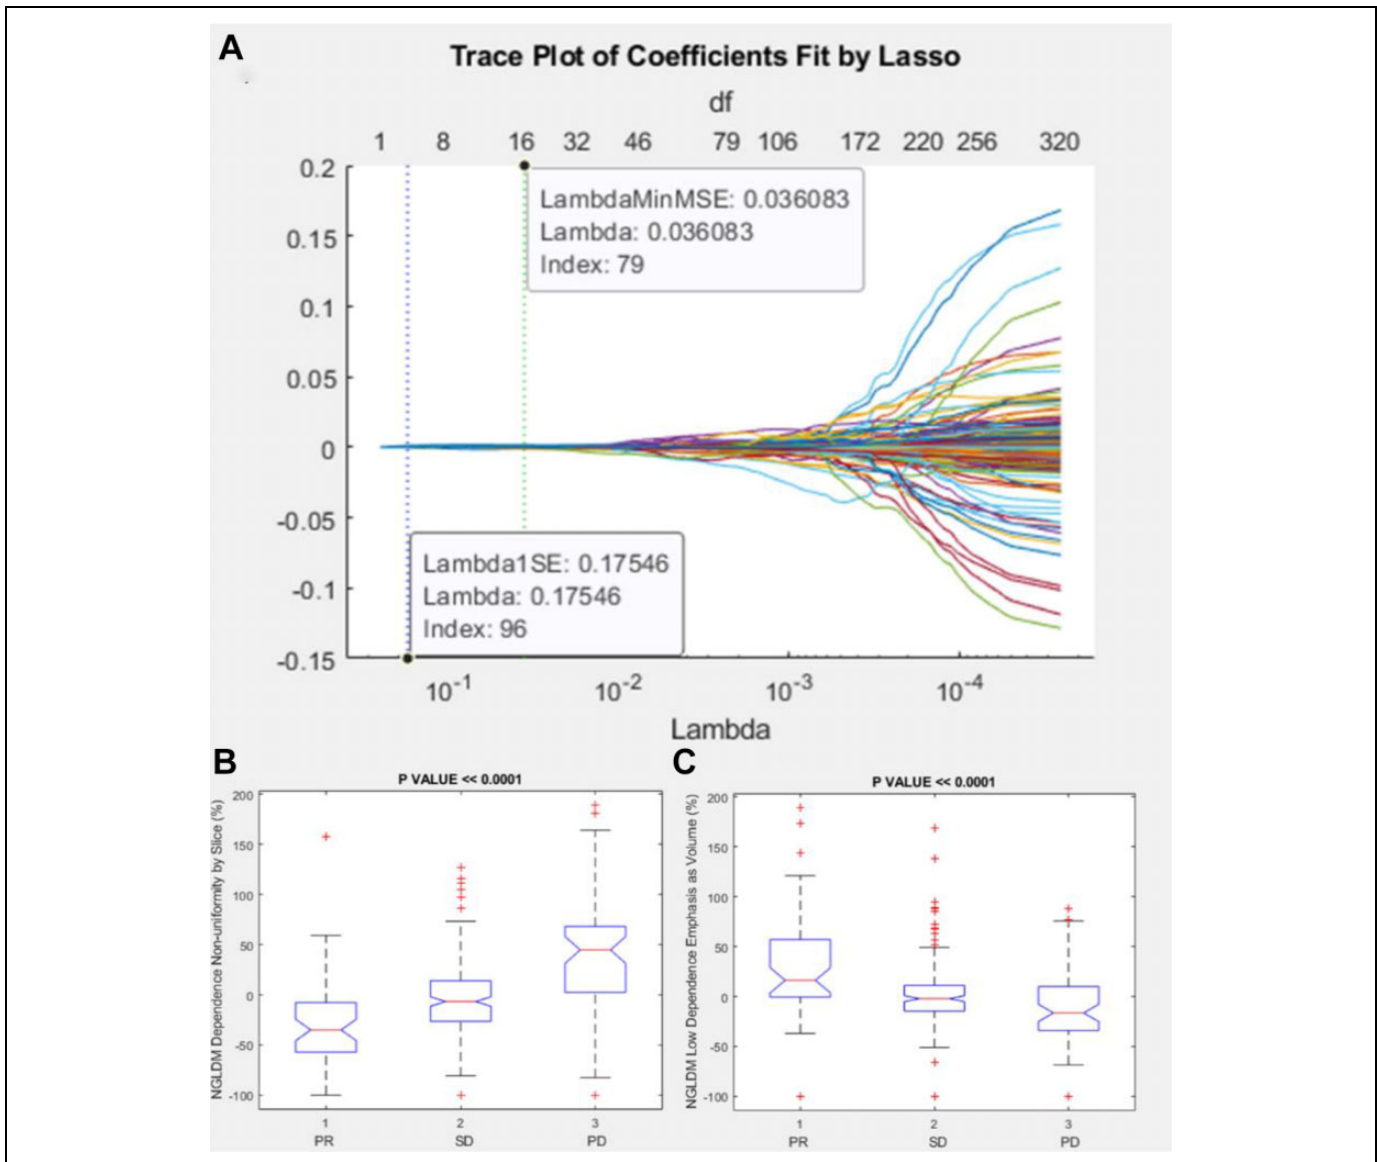 A
Trace Plot of Coefficients Fit by Lasso
df
1 8 16 32 46 79 106 172 220 256 320
0.2
0.15
0.1
0.05
0
-0.05
-0.1
-0.15
LambdaMinMSE: 0.036083
Lambda: 0.036083
Index: 79
Lambda1SE: 0.17546
Lambda: 0.17546
Index: 96
10-1 10-2 10-3 10-4
Lambda
B
P VALUE << 0.0001
NGLDM Dependence Non-uniformity by Slice (%)
200
150
100
50
0
-50
-100
1 2 3
PR SD PD
C
P VALUE << 0.0001
NGLDM Low Dependence Emphasis as Volume (%)
200
150
100
50
0
-50
-100
1 2 3
PR SD PD